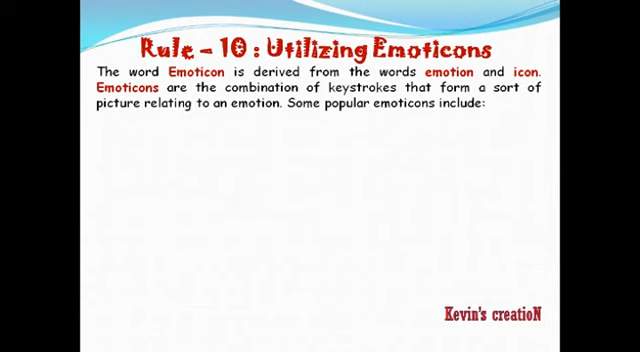 Rule – 10 : Utilizing Emoticons
The word Emoticon is derived from the words emotion and icon.
Emoticons are the combination of keystrokes that form a sort of
picture relating to an emotion. Some popular emoticons include:
Kevin's creatioN